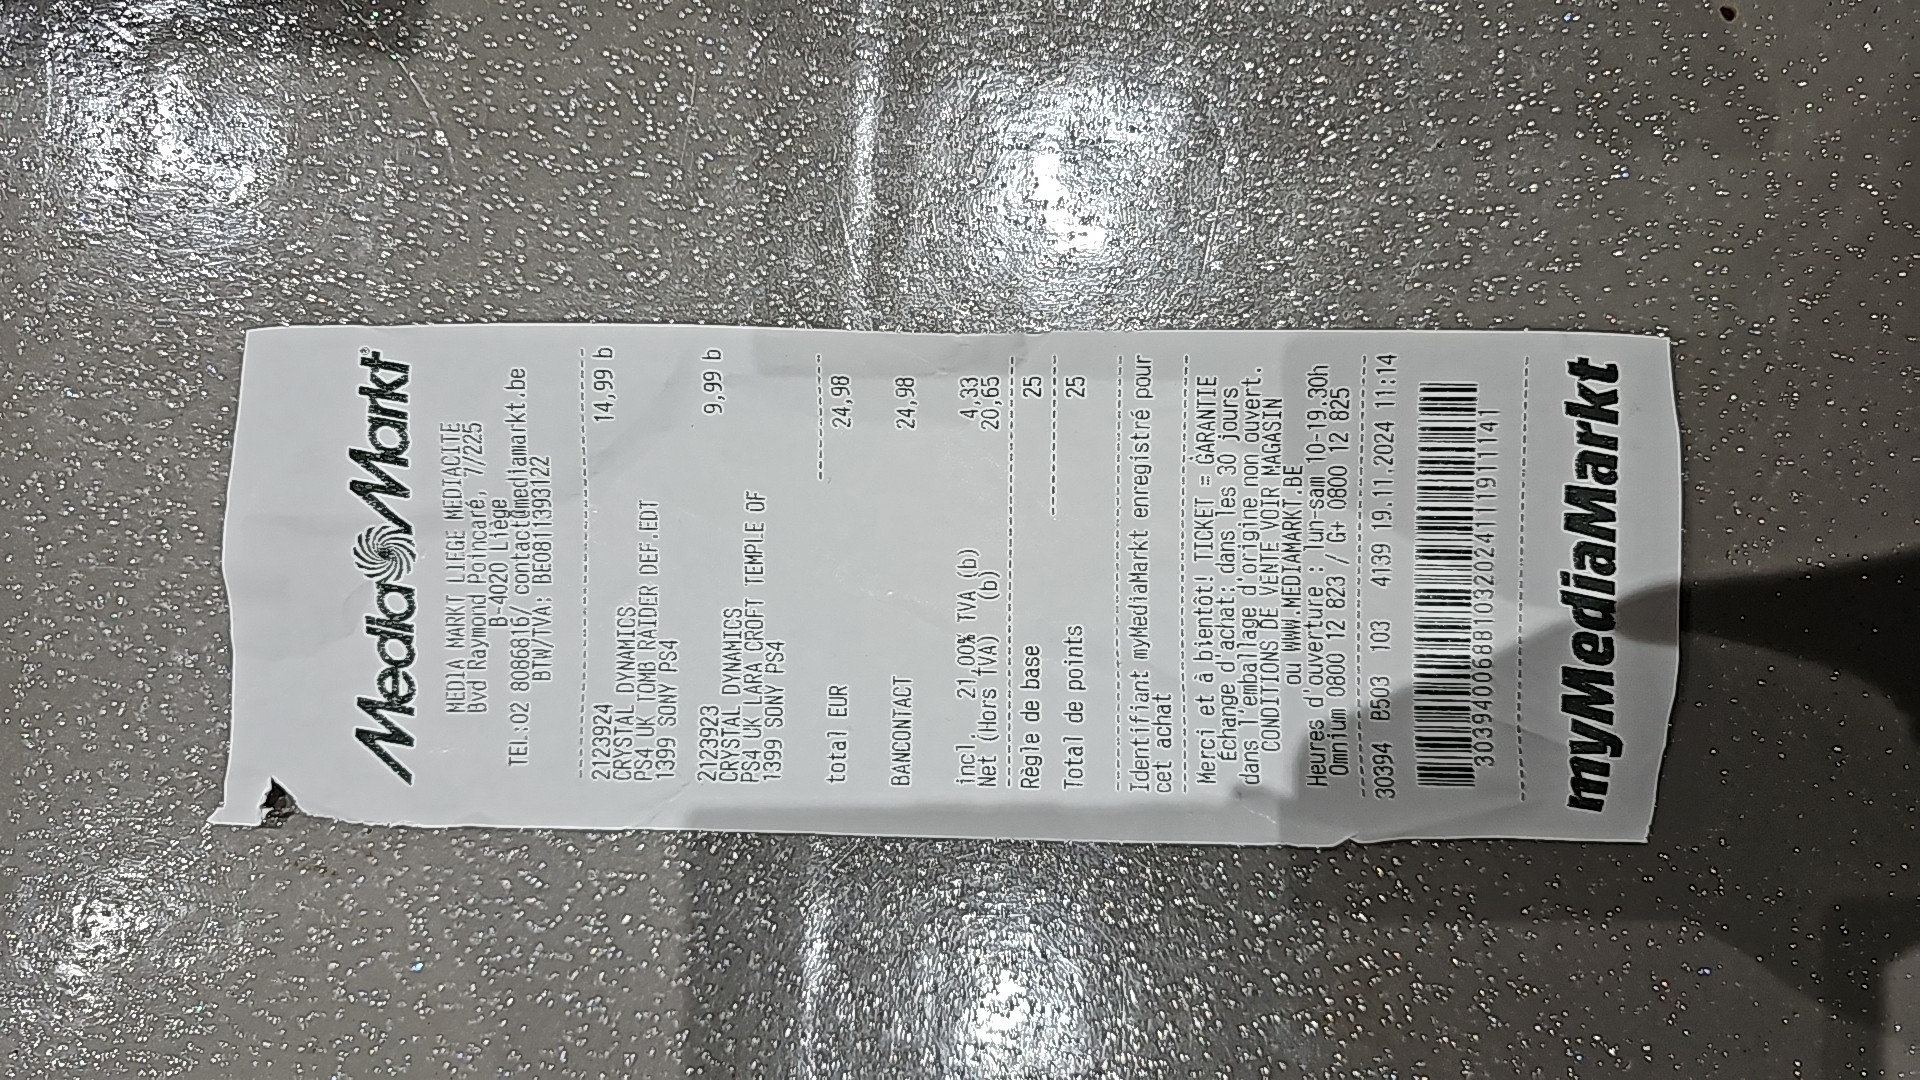 MediaMarkt
MEDIA MARKT LIEGE MEDIACITE
Bvd Raymond Poincaré, 7/225
B-4020 Liège
TEL:02 8086816/ contact@mediamarkt.be
BTW/TVA: BE0811393122
2123924 14,99 b
CRYSTAL DYNAMICS
PS4 UK TOMB RAIDER DEF.EDT
1399 SONY PS4
2123923 9,99 b
CRYSTAL DYNAMICS
PS4 UK LARA CROFT TEMPLE OF
1399 SONY PS4
total EUR 24,98
BANCONTACT 24,98
incl. 21,00% TVA (b) 4,33
Net (Hors TVA) (b) 20,65
Règle de base 25
Total de points 25
Identifiant myMediaMarkt enregistré pour
cet achat
Merci et à bientôt! TICKET = GARANTIE
Echange d'achat: dans les 30 jours
dans l'emballage d'origine non ouvert.
CONDITIONS DE VENTE VOIR MAGASIN
ou WWW.MEDIAMARKT.BE
Heures d'ouverture : lun-sam 10-19.30h
Omnium 0800 12 823 / G+ 0800 12 825
30394 B503 103 4139 19.11.2024 11:14
3039400688103202411191111141
myMediaMarkt